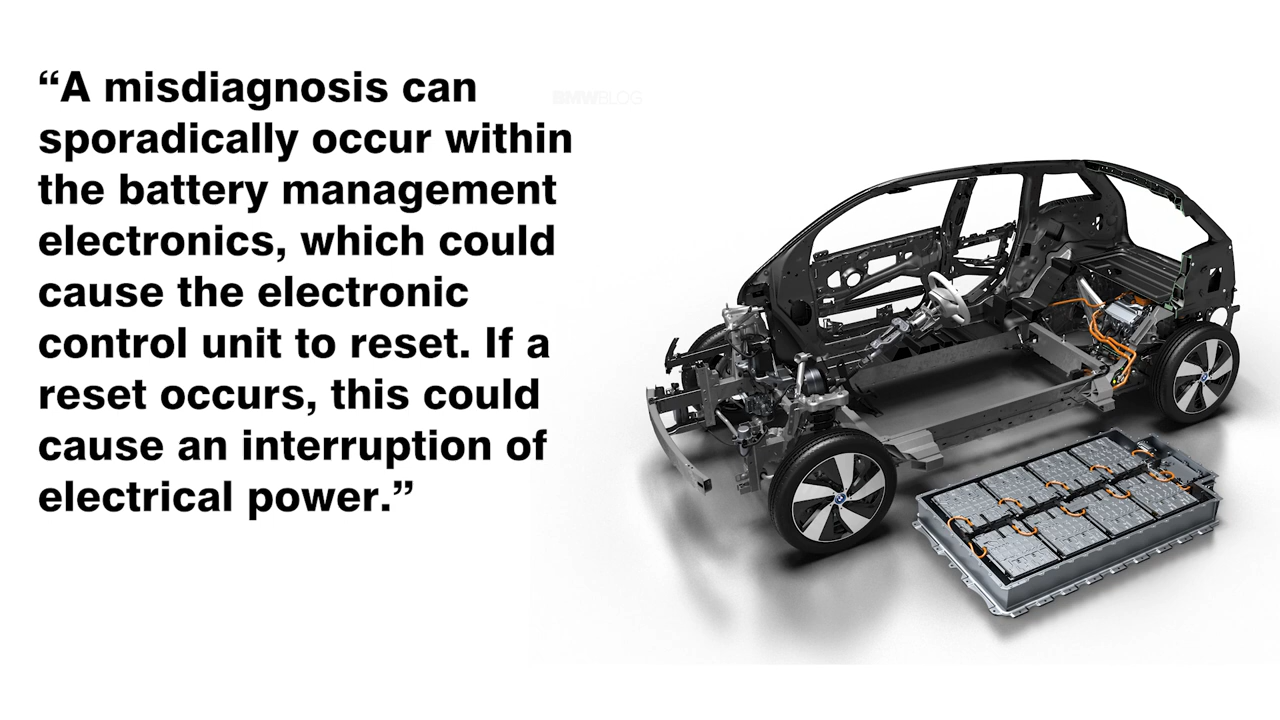 “A misdiagnosis can
sporadically occur within
the battery management
electronics, which could
cause the electronic
control unit to reset. If a
reset occurs, this could
cause an interruption of
electrical power.”
BMWBLOG